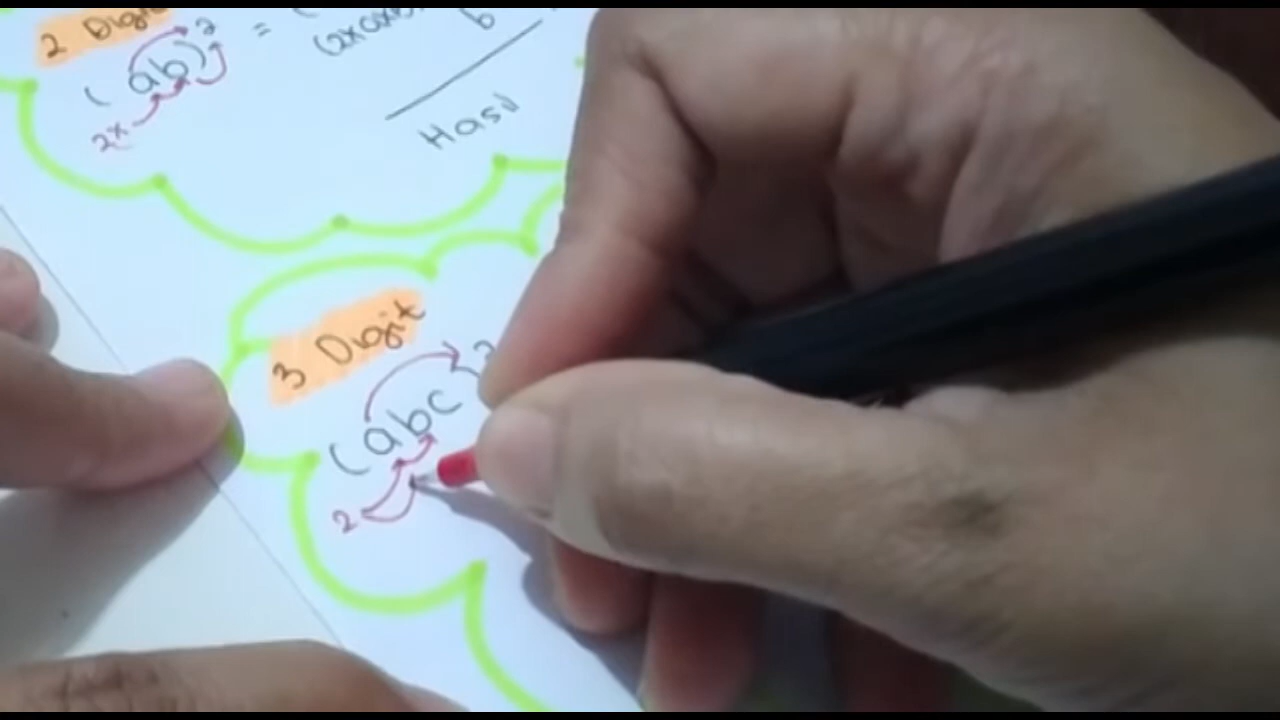 2 Digit
(ab)² =
(2xaxb)
b
2x
Hasil
3 Digit
(abc)²
2